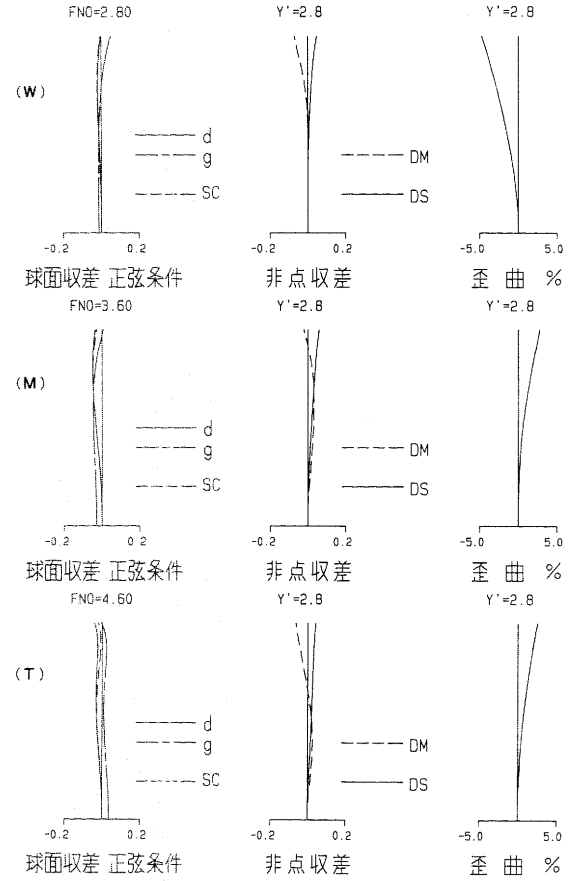 FNO=2.80 Y'=2.8 Y'=2.8
(W)
d
g
DM
SC
DS
-0.2 0.2 -0.2 0.2 -5.0 5.0
球面収差 正弦条件 非点収差 歪曲 %
FNO=3.60 Y'=2.8 Y'=2.8
(M)
d
g
DM
SC
DS
-0.2 0.2 -0.2 0.2 -5.0 5.0
球面収差 正弦条件 非点収差 歪曲 %
FNO=4.60 Y'=2.8 Y'=2.8
(T)
d
g
DM
SC
DS
-0.2 0.2 -0.2 0.2 -5.0 5.0
球面収差 正弦条件 非点収差 歪曲 %